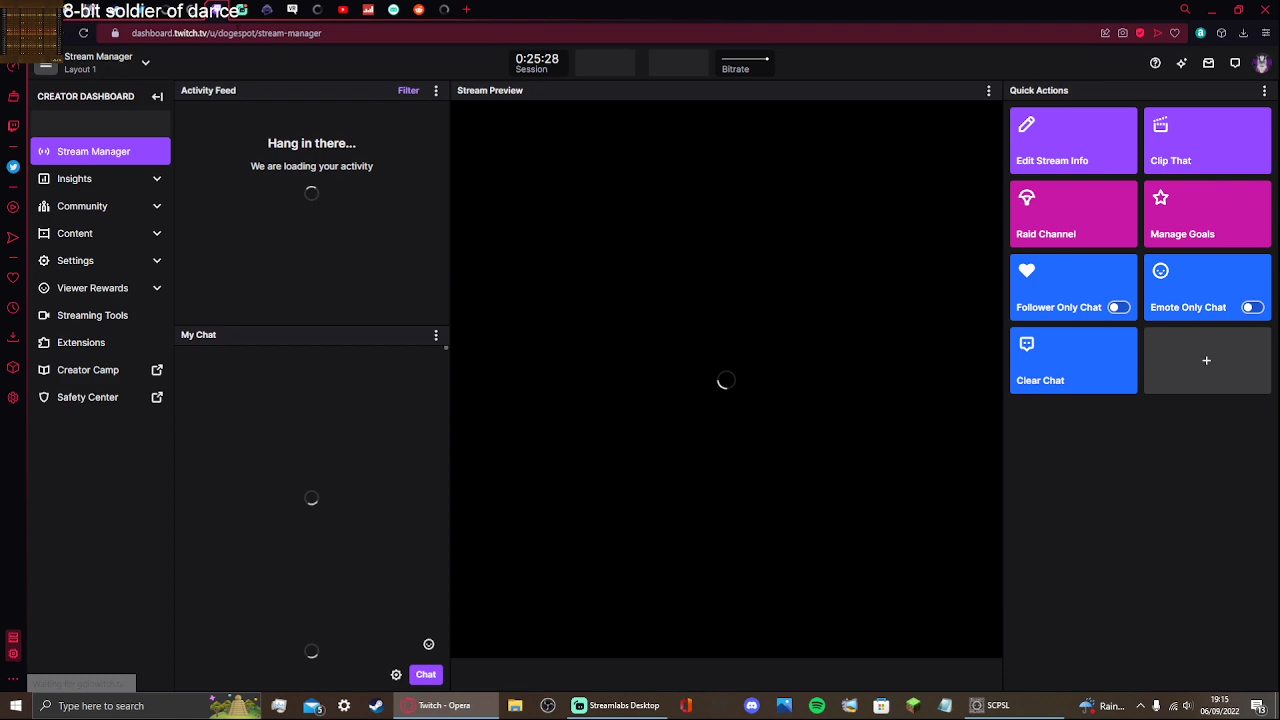 8-bit soldier of dance
dashboard.twitch.tv/u/dogespot/stream-manager
Stream Manager
Layout 1
0:25:28
Session
Bitrate
CREATOR DASHBOARD
Stream Manager
Insights
Community
Content
Settings
Viewer Rewards
Streaming Tools
Extensions
Creator Camp
Safety Center
Activity Feed
Filter
Hang in there...
We are loading your activity
My Chat
Chat
Stream Preview
Quick Actions
Edit Stream Info
Clip That
Raid Channel
Manage Goals
Follower Only Chat
Emote Only Chat
Clear Chat
+
Type here to search
5
Twitch - Opera
Streamlabs Desktop
SCPSL
Rain...
19:15
06/09/2022
3